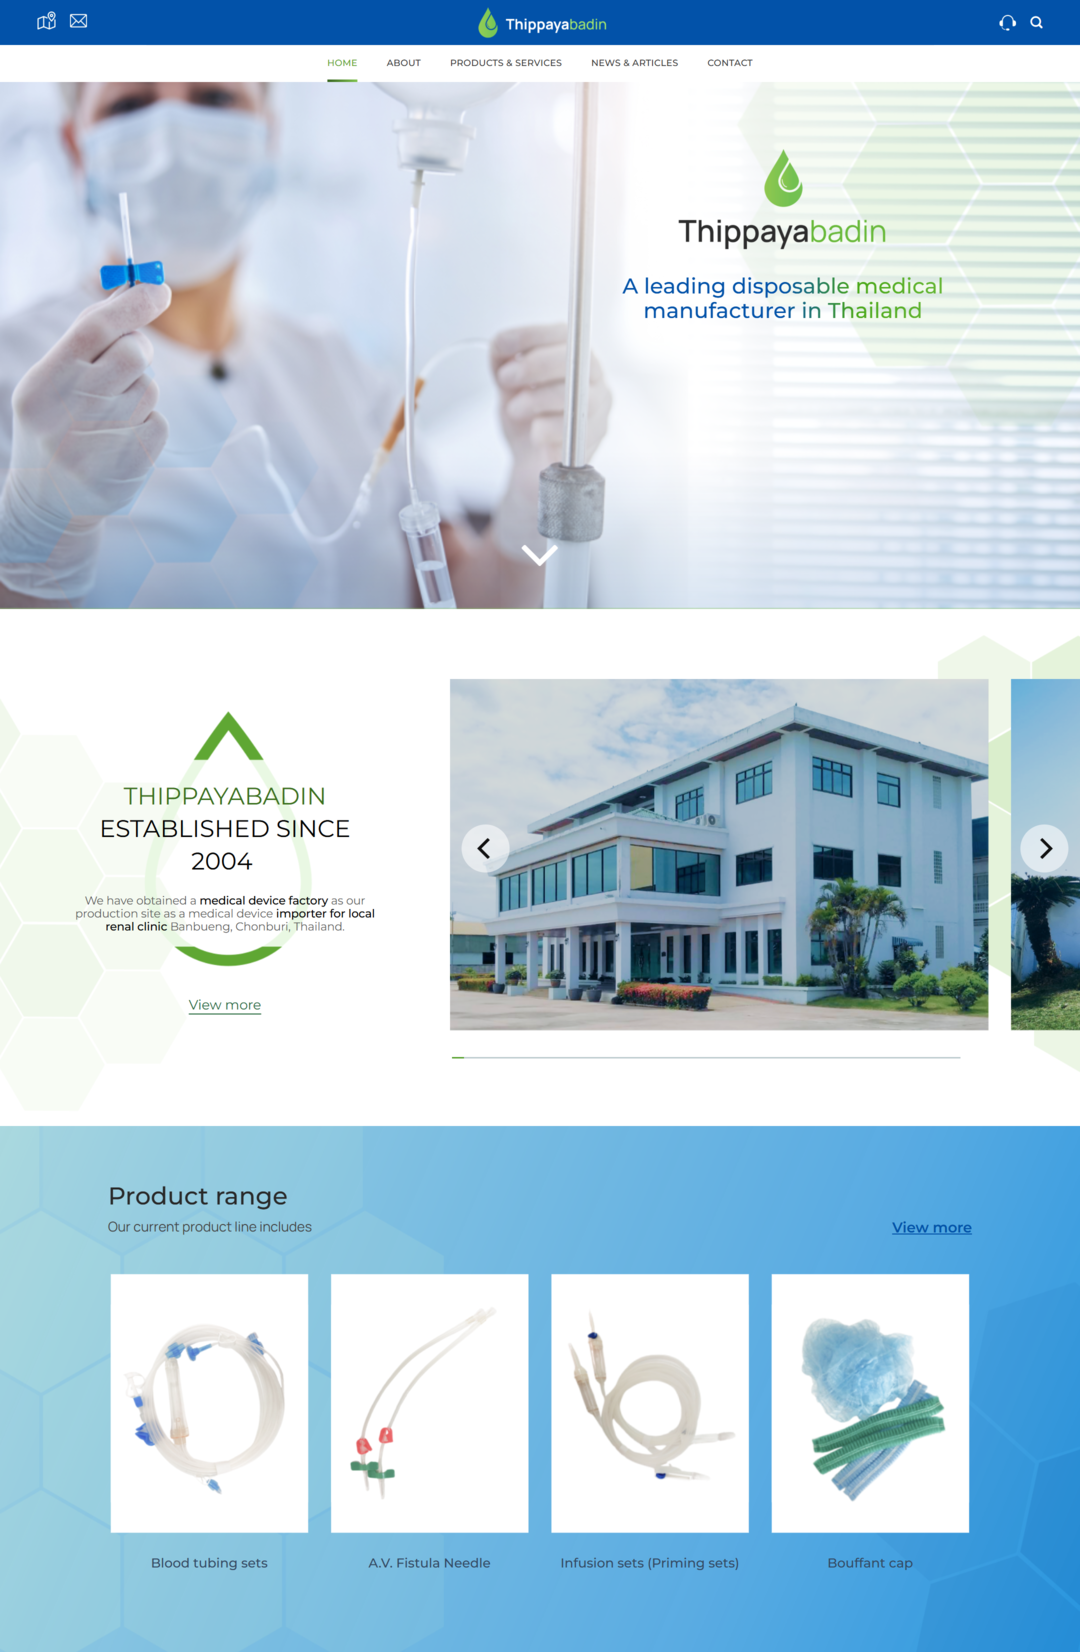 Thippayabadin
HOME ABOUT PRODUCTS & SERVICES NEWS & ARTICLES CONTACT
Thippayabadin
A leading disposable medical
manufacturer in Thailand
THIPPAYABADIN
ESTABLISHED SINCE
2004
We have obtained a medical device factory as our
production site as a medical device importer for local
renal clinic Banbueng, Chonburi, Thailand.
View more
Product range
Our current product line includes
View more
Blood tubing sets
A.V. Fistula Needle
Infusion sets (Priming sets)
Bouffant cap